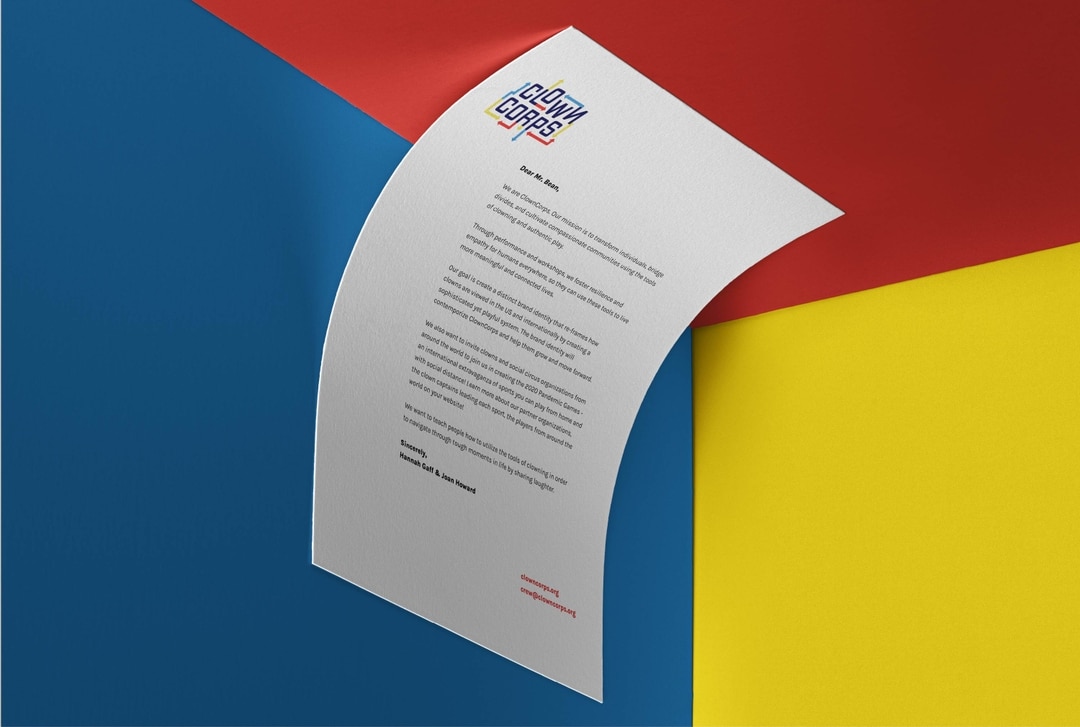 CLOWN
CORPS
Dear Mr. Bean,
We are ClownCorps. Our mission is to transform individuals, bridge
divides, and cultivate compassionate communities using the tools
of clowning and authentic play.
Through performance and workshops, we foster resilience and
empathy for humans everywhere, so they can use these tools to live
more meaningful and connected lives.
Our goal is create a distinct brand identity that re-frames how
clowns are viewed in the US and internationally by creating a
sophisticated yet playful system. The brand identity will
contemporize ClownCorps and help them grow and move forward.
We also want to invite clowns and social circus organizations from
around the world to join us in creating the 2020 Pandemic Games -
an international extravaganza of sports you can play from home and
with social distance! Learn more about our partner organizations,
the clown captains leading each sport, the players from around the
world on your website!
We want to teach people how to utilize the tools of clowning in order
to navigate through tough moments in life by sharing laughter.
Sincerely,
Hannah Gaff & Joan Howard
clowncorps.org
crew@clowncorps.org